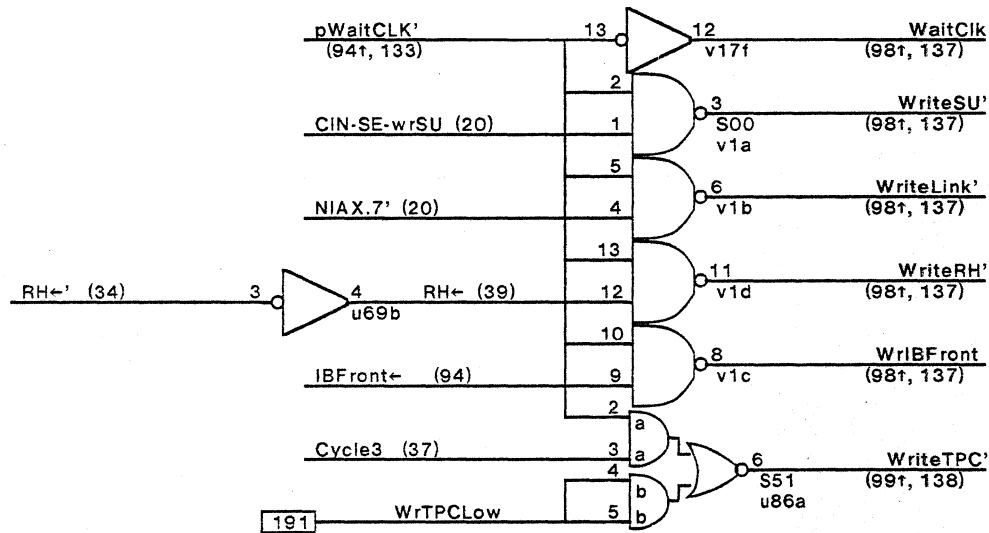 pWaitCLK' 13 12 WaitClk
(94↑, 133) v17f (98↑, 137)
2
3 WriteSU'
CIN-SE-wrSU (20) 1 S00 (98↑, 137)
v1a
5
6 WriteLink'
NIAX.7' (20) 4 v1b (98↑, 137)
13
11 WriteRH'
RH←' (34) 3 4 RH← (39) 12 v1d (98↑, 137)
u69b
10
8 WrIBFront
IBFront← (94) 9 v1c (98↑, 137)
2 a
Cycle3 (37) 3 a
6 WriteTPC'
4 b S51 (99↑, 138)
191 WrTPCLow 5 b u86a